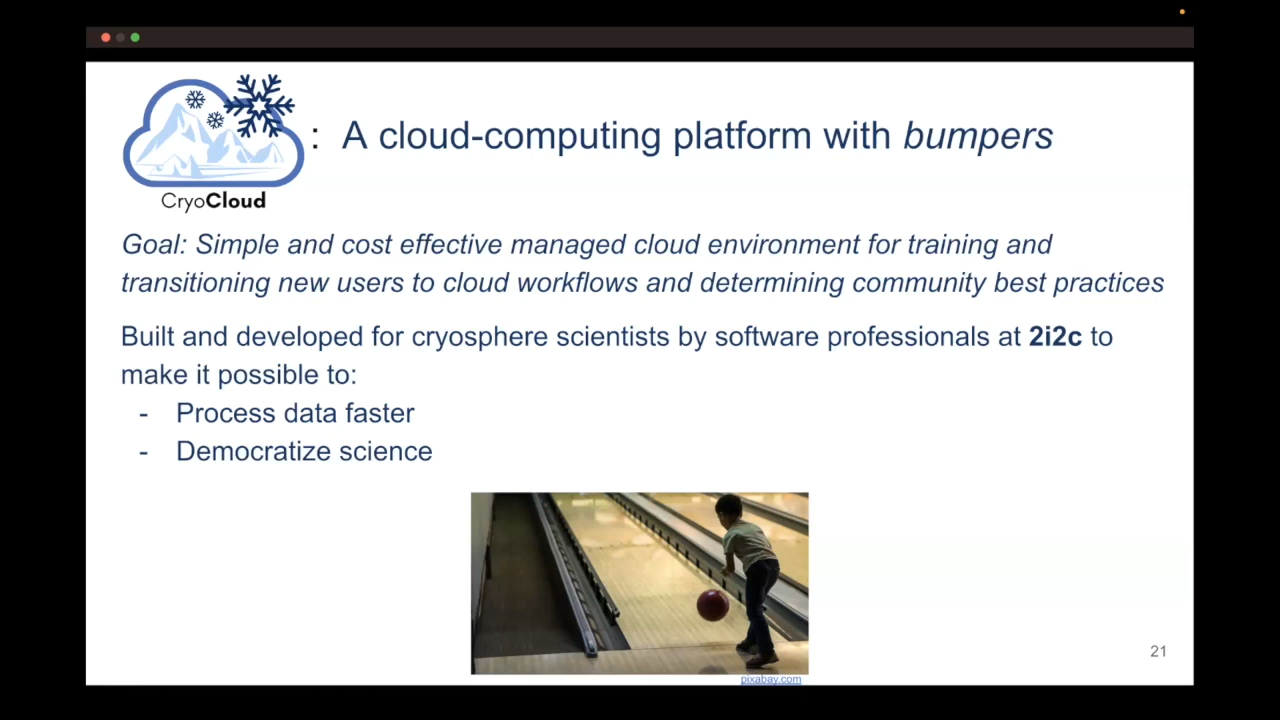 : A cloud-computing platform with bumpers
CryoCloud
Goal: Simple and cost effective managed cloud environment for training and
transitioning new users to cloud workflows and determining community best practices
Built and developed for cryosphere scientists by software professionals at 2i2c to
make it possible to:
- Process data faster
- Democratize science
21
pixabay.com